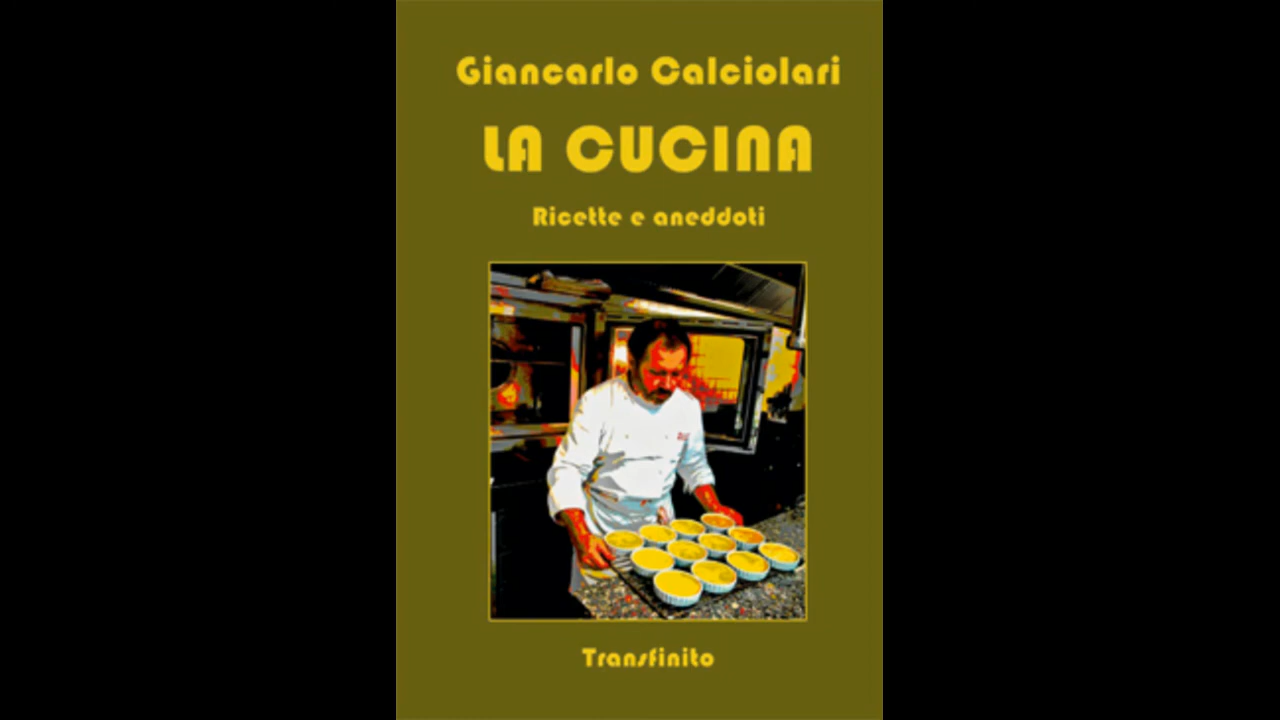 Giancarlo Calciolari
LA CUCINA
Ricette e aneddoti
Transfinito